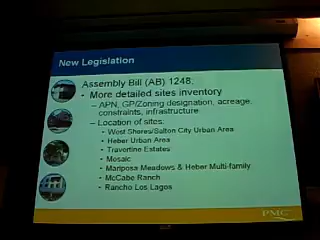 New Legislation
Assembly Bill (AB) 1248:
• More detailed sites inventory
– APN, GP/Zoning designation, acreage,
constraints, infrastructure
– Location of sites:
• West Shores/Salton City Urban Area
• Heber Urban Area
• Travertine Estates
• Mosaic
• Mariposa Meadows & Heber Multi-family
• McCabe Ranch
• Rancho Los Lagos
PMC